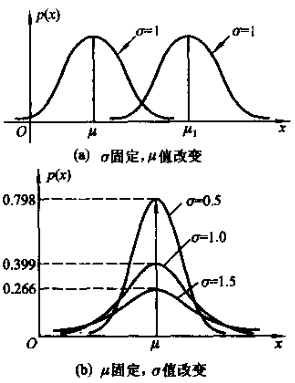 p(x)
σ=1
σ=1
O
μ
μ₁
x
(a) σ固定,μ值改变
p(x)
0.798
σ=0.5
0.399
σ=1.0
0.266
σ=1.5
O
μ
x
(b) μ固定, σ值改变